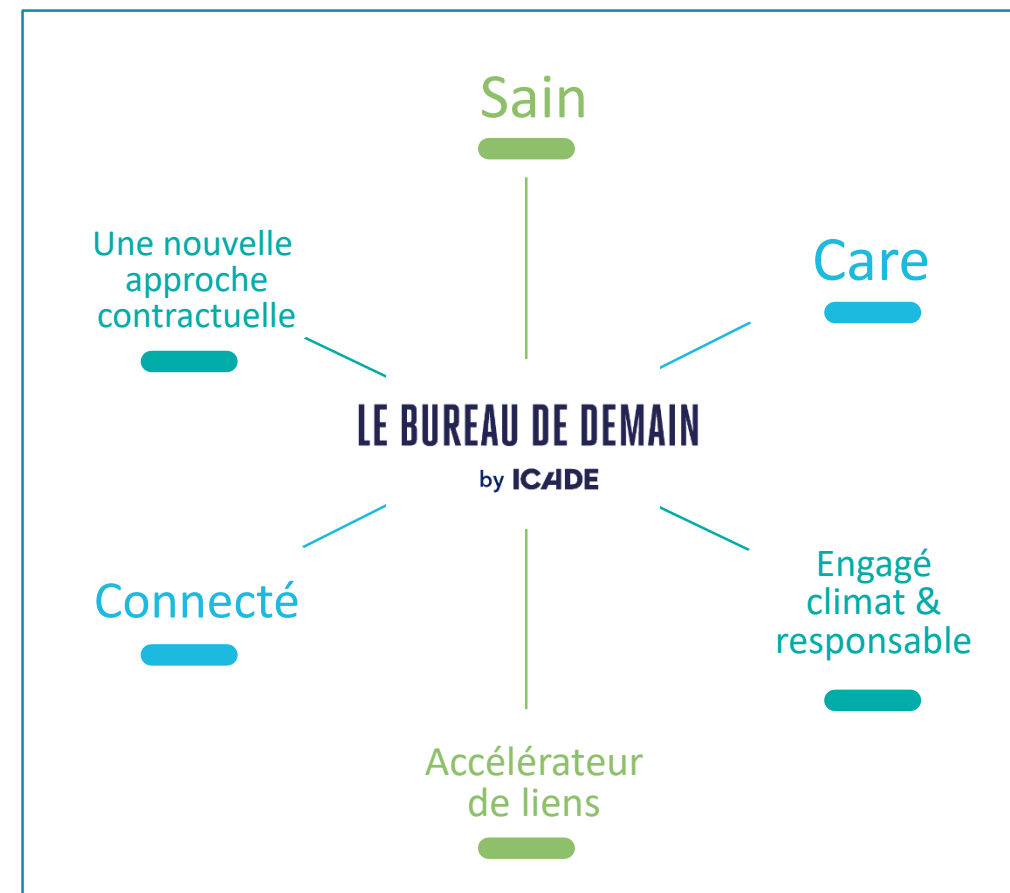 Sain
Une nouvelle
approche
contractuelle
Care
LE BUREAU DE DEMAIN
by ICADE
Connecté
Engagé
climat &
responsable
Accélérateur
de liens